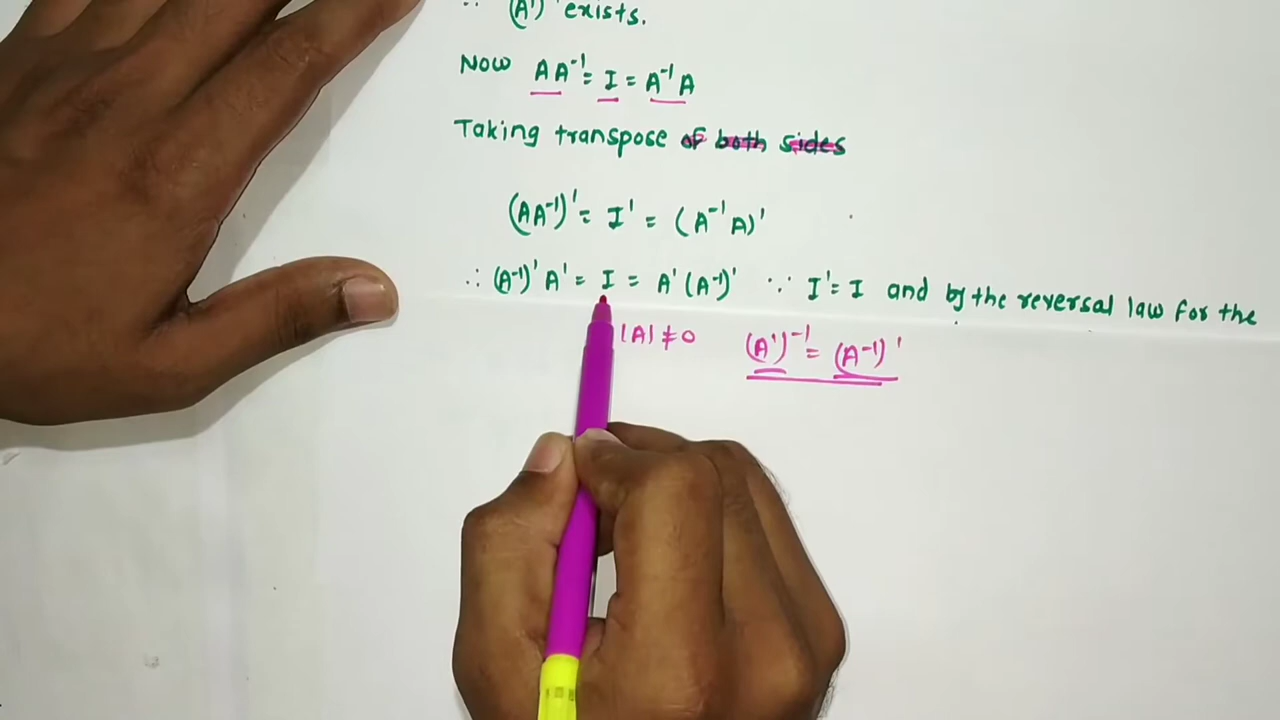 ∴ (A')' exists.
Now AA⁻¹ = I = A⁻¹A
Taking transpose of both sides
(AA⁻¹)' = I' = (A⁻¹A)'
∴ (A⁻¹)' A' = I = A' (A⁻¹)' ∵ I' = I and by the reversal law for the
|A| ≠ 0 (A')⁻¹ = (A⁻¹)'